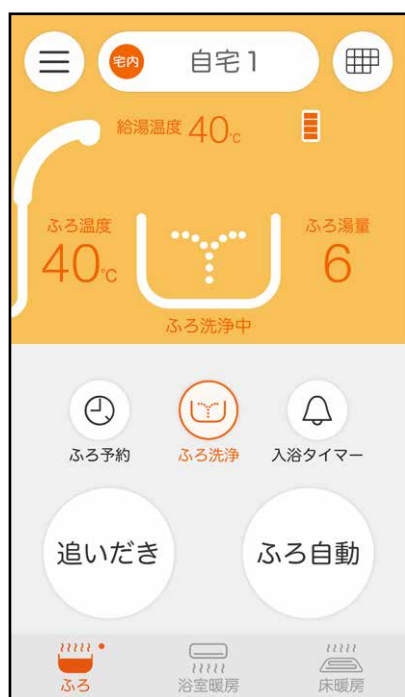 宅内 自宅1
給湯温度 40℃
ふろ温度 ふろ湯量
40℃ 6
ふろ洗浄中
ふろ予約 ふろ洗浄 入浴タイマー
追いだき ふろ自動
ふろ 浴室暖房 床暖房